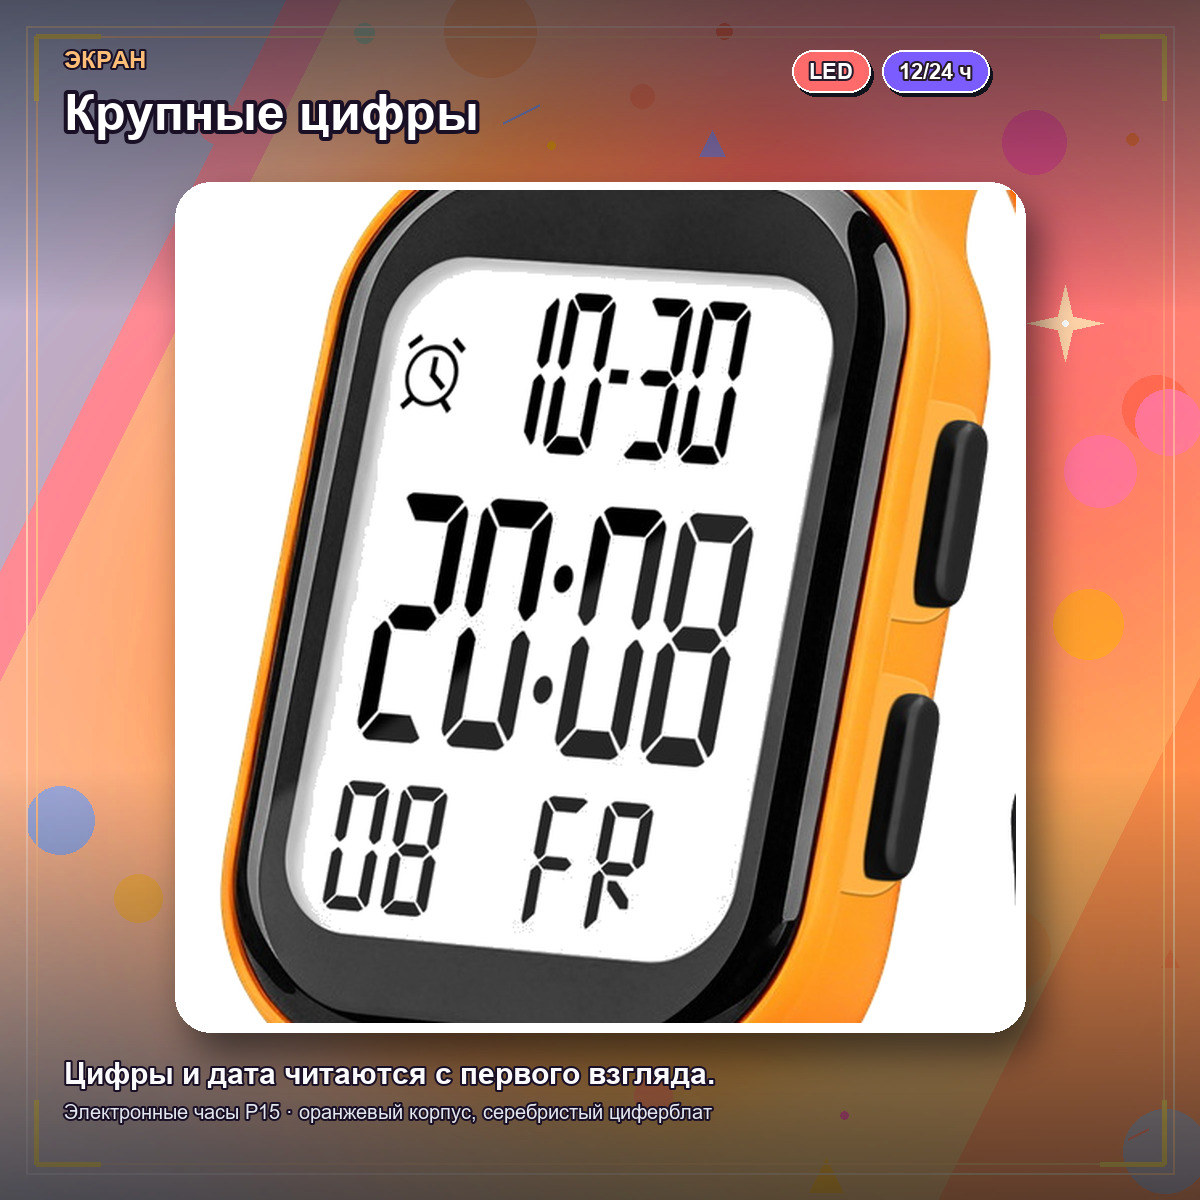 ЭКРАН
Крупные цифры
LED
12/24 ч
10-30
20:08
08 FR
Цифры и дата читаются с первого взгляда.
Электронные часы P15 · оранжевый корпус, серебристый циферблат